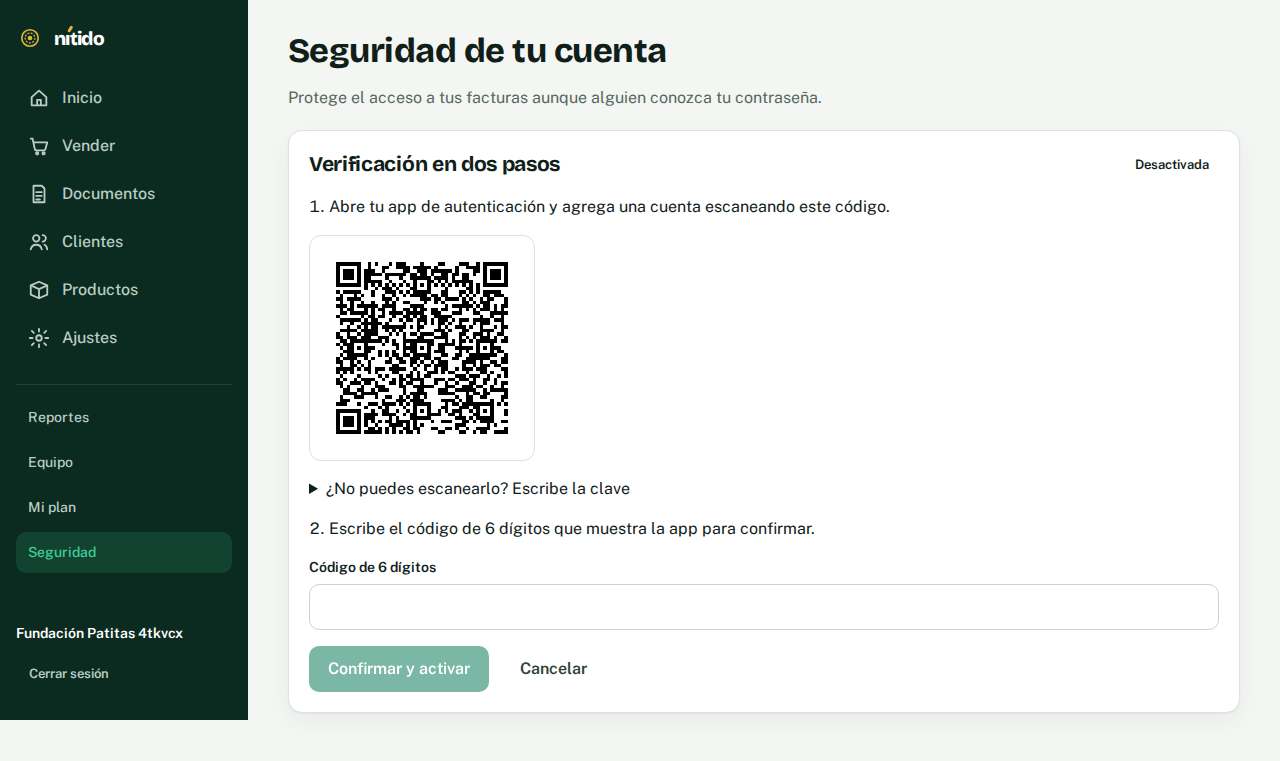 nítido
Inicio
Vender
Documentos
Clientes
Productos
Ajustes
Reportes
Equipo
Mi plan
Seguridad
Fundación Patitas 4tkvcx
Cerrar sesión
Seguridad de tu cuenta
Protege el acceso a tus facturas aunque alguien conozca tu contraseña.
Verificación en dos pasos
Desactivada
1. Abre tu app de autenticación y agrega una cuenta escaneando este código.
¿No puedes escanearlo? Escribe la clave
2. Escribe el código de 6 dígitos que muestra la app para confirmar.
Código de 6 dígitos
Confirmar y activar
Cancelar